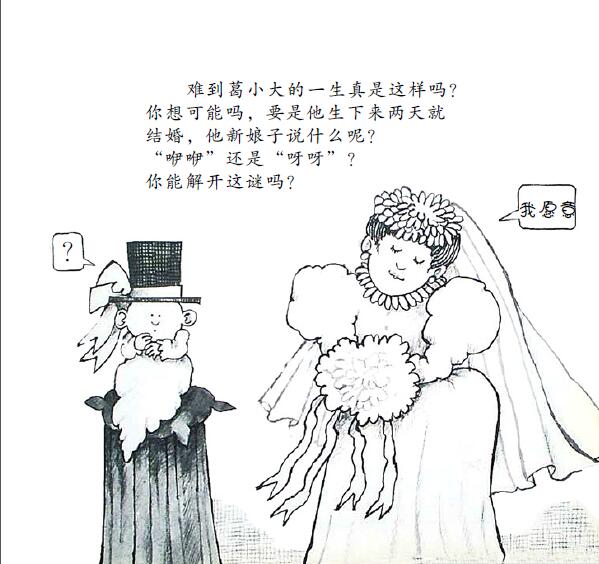 难到葛小大的一生真是这样吗？
你想可能吗，要是他生下来两天就
结婚，他新娘子说什么呢？
“咿咿”还是“呀呀”？
你能解开这谜吗？
?
我愿意